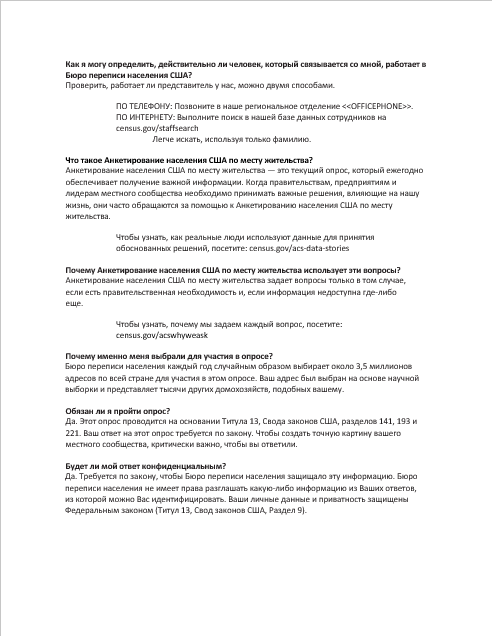 Как я могу определить, действительно ли человек, который связывается со мной, работает в
Бюро переписи населения США?
Проверить, работает ли представитель у нас, можно двумя способами.
ПО ТЕЛЕФОНУ: Позвоните в наше региональное отделение <<OFFICEPHONE>>.
ПО ИНТЕРНЕТУ: Выполните поиск в нашей базе данных сотрудников на
census.gov/staffsearch
Легче искать, используя только фамилию.
Что такое Анкетирование населения США по месту жительства?
Анкетирование населения США по месту жительства — это текущий опрос, который ежегодно
обеспечивает получение важной информации. Когда правительствам, предприятиям и
лидерам местного сообщества необходимо принимать важные решения, влияющие на нашу
жизнь, они часто обращаются за помощью к Анкетированию населения США по месту
жительства.
Чтобы узнать, как реальные люди используют данные для принятия
обоснованных решений, посетите: census.gov/acs-data-stories
Почему Анкетирование населения США по месту жительства использует эти вопросы?
Анкетирование населения США по месту жительства задает вопросы только в том случае,
если есть правительственная необходимость и, если информация недоступна где-либо
еще.
Чтобы узнать, почему мы задаем каждый вопрос, посетите:
census.gov/acswhyweask
Почему именно меня выбрали для участия в опросе?
Бюро переписи населения каждый год случайным образом выбирает около 3,5 миллионов
адресов по всей стране для участия в этом опросе. Ваш адрес был выбран на основе научной
выборки и представляет тысячи других домохозяйств, подобных вашему.
Обязан ли я пройти опрос?
Да. Этот опрос проводится на основании Титула 13, Свода законов США, разделов 141, 193 и
221. Ваш ответ на этот опрос требуется по закону. Чтобы создать точную картину вашего
местного сообщества, критически важно, чтобы вы ответили.
Будет ли мой ответ конфиденциальным?
Да. Требуется по закону, чтобы Бюро переписи населения защищало эту информацию. Бюро
переписи населения не имеет права разглашать какую-либо информацию из Ваших ответов,
из которой можно Вас идентифицировать. Ваши личные данные и приватность защищены
Федеральным законом (Титул 13, Свод законов США, Раздел 9).